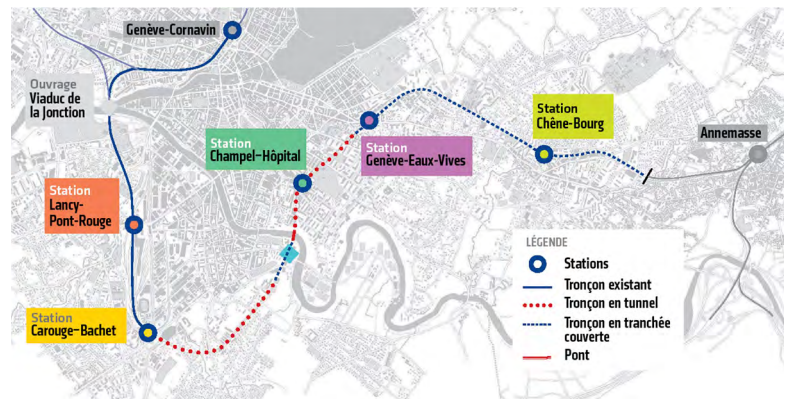 Genève-Cornavin
Ouvrage
Viaduc de
la Jonction
Station
Champel–Hôpital
Station
Genève-Eaux-Vives
Station
Chêne-Bourg
Annemasse
Station
Lancy-
Pont-Rouge
Station
Carouge–Bachet
LÉGENDE
Stations
Tronçon existant
Tronçon en tunnel
Tronçon en tranchée
couverte
Pont